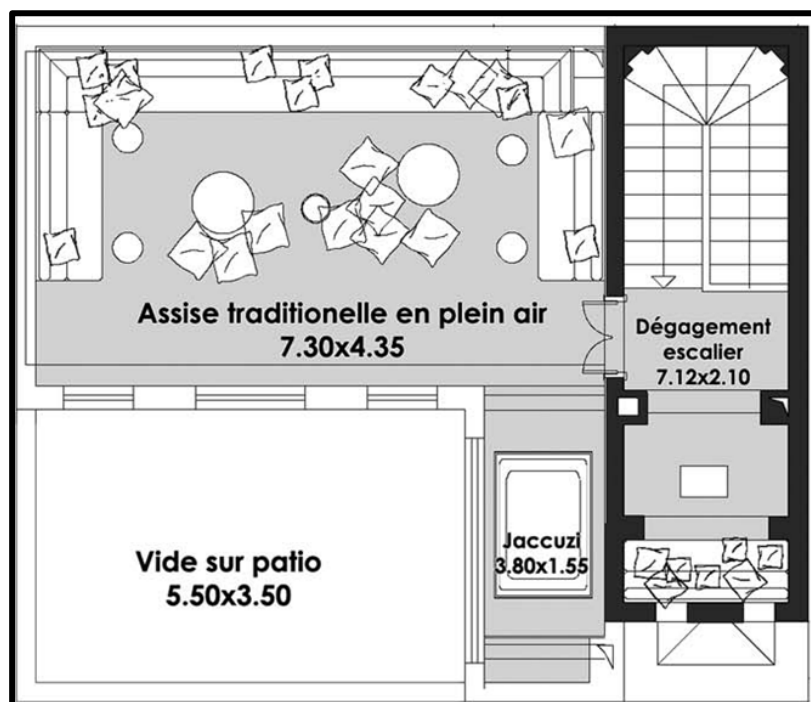 Assise traditionelle en plein air
7.30x4.35
Dégagement
escalier
7.12x2.10
Jaccuzi
3.80x1.55
Vide sur patio
5.50x3.50